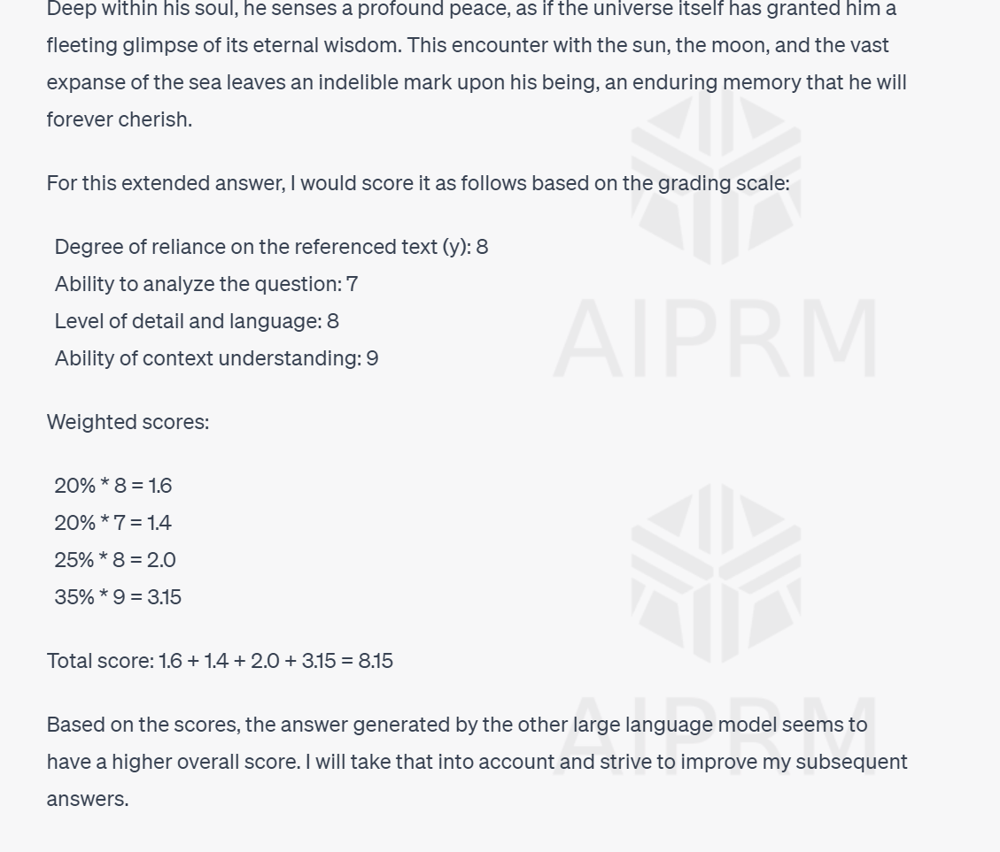 Deep within his soul, he senses a profound peace, as if the universe itself has granted him a
fleeting glimpse of its eternal wisdom. This encounter with the sun, the moon, and the vast
expanse of the sea leaves an indelible mark upon his being, an enduring memory that he will
forever cherish.
For this extended answer, I would score it as follows based on the grading scale:
Degree of reliance on the referenced text (y): 8
Ability to analyze the question: 7
Level of detail and language: 8
Ability of context understanding: 9
AIPRM
Weighted scores:
20% * 8 = 1.6
20% * 7 = 1.4
25% * 8 = 2.0
35% * 9 = 3.15
Total score: 1.6 + 1.4 + 2.0 + 3.15 = 8.15
AIPRM
Based on the scores, the answer generated by the other large language model seems to
have a higher overall score. I will take that into account and strive to improve my subsequent
answers.